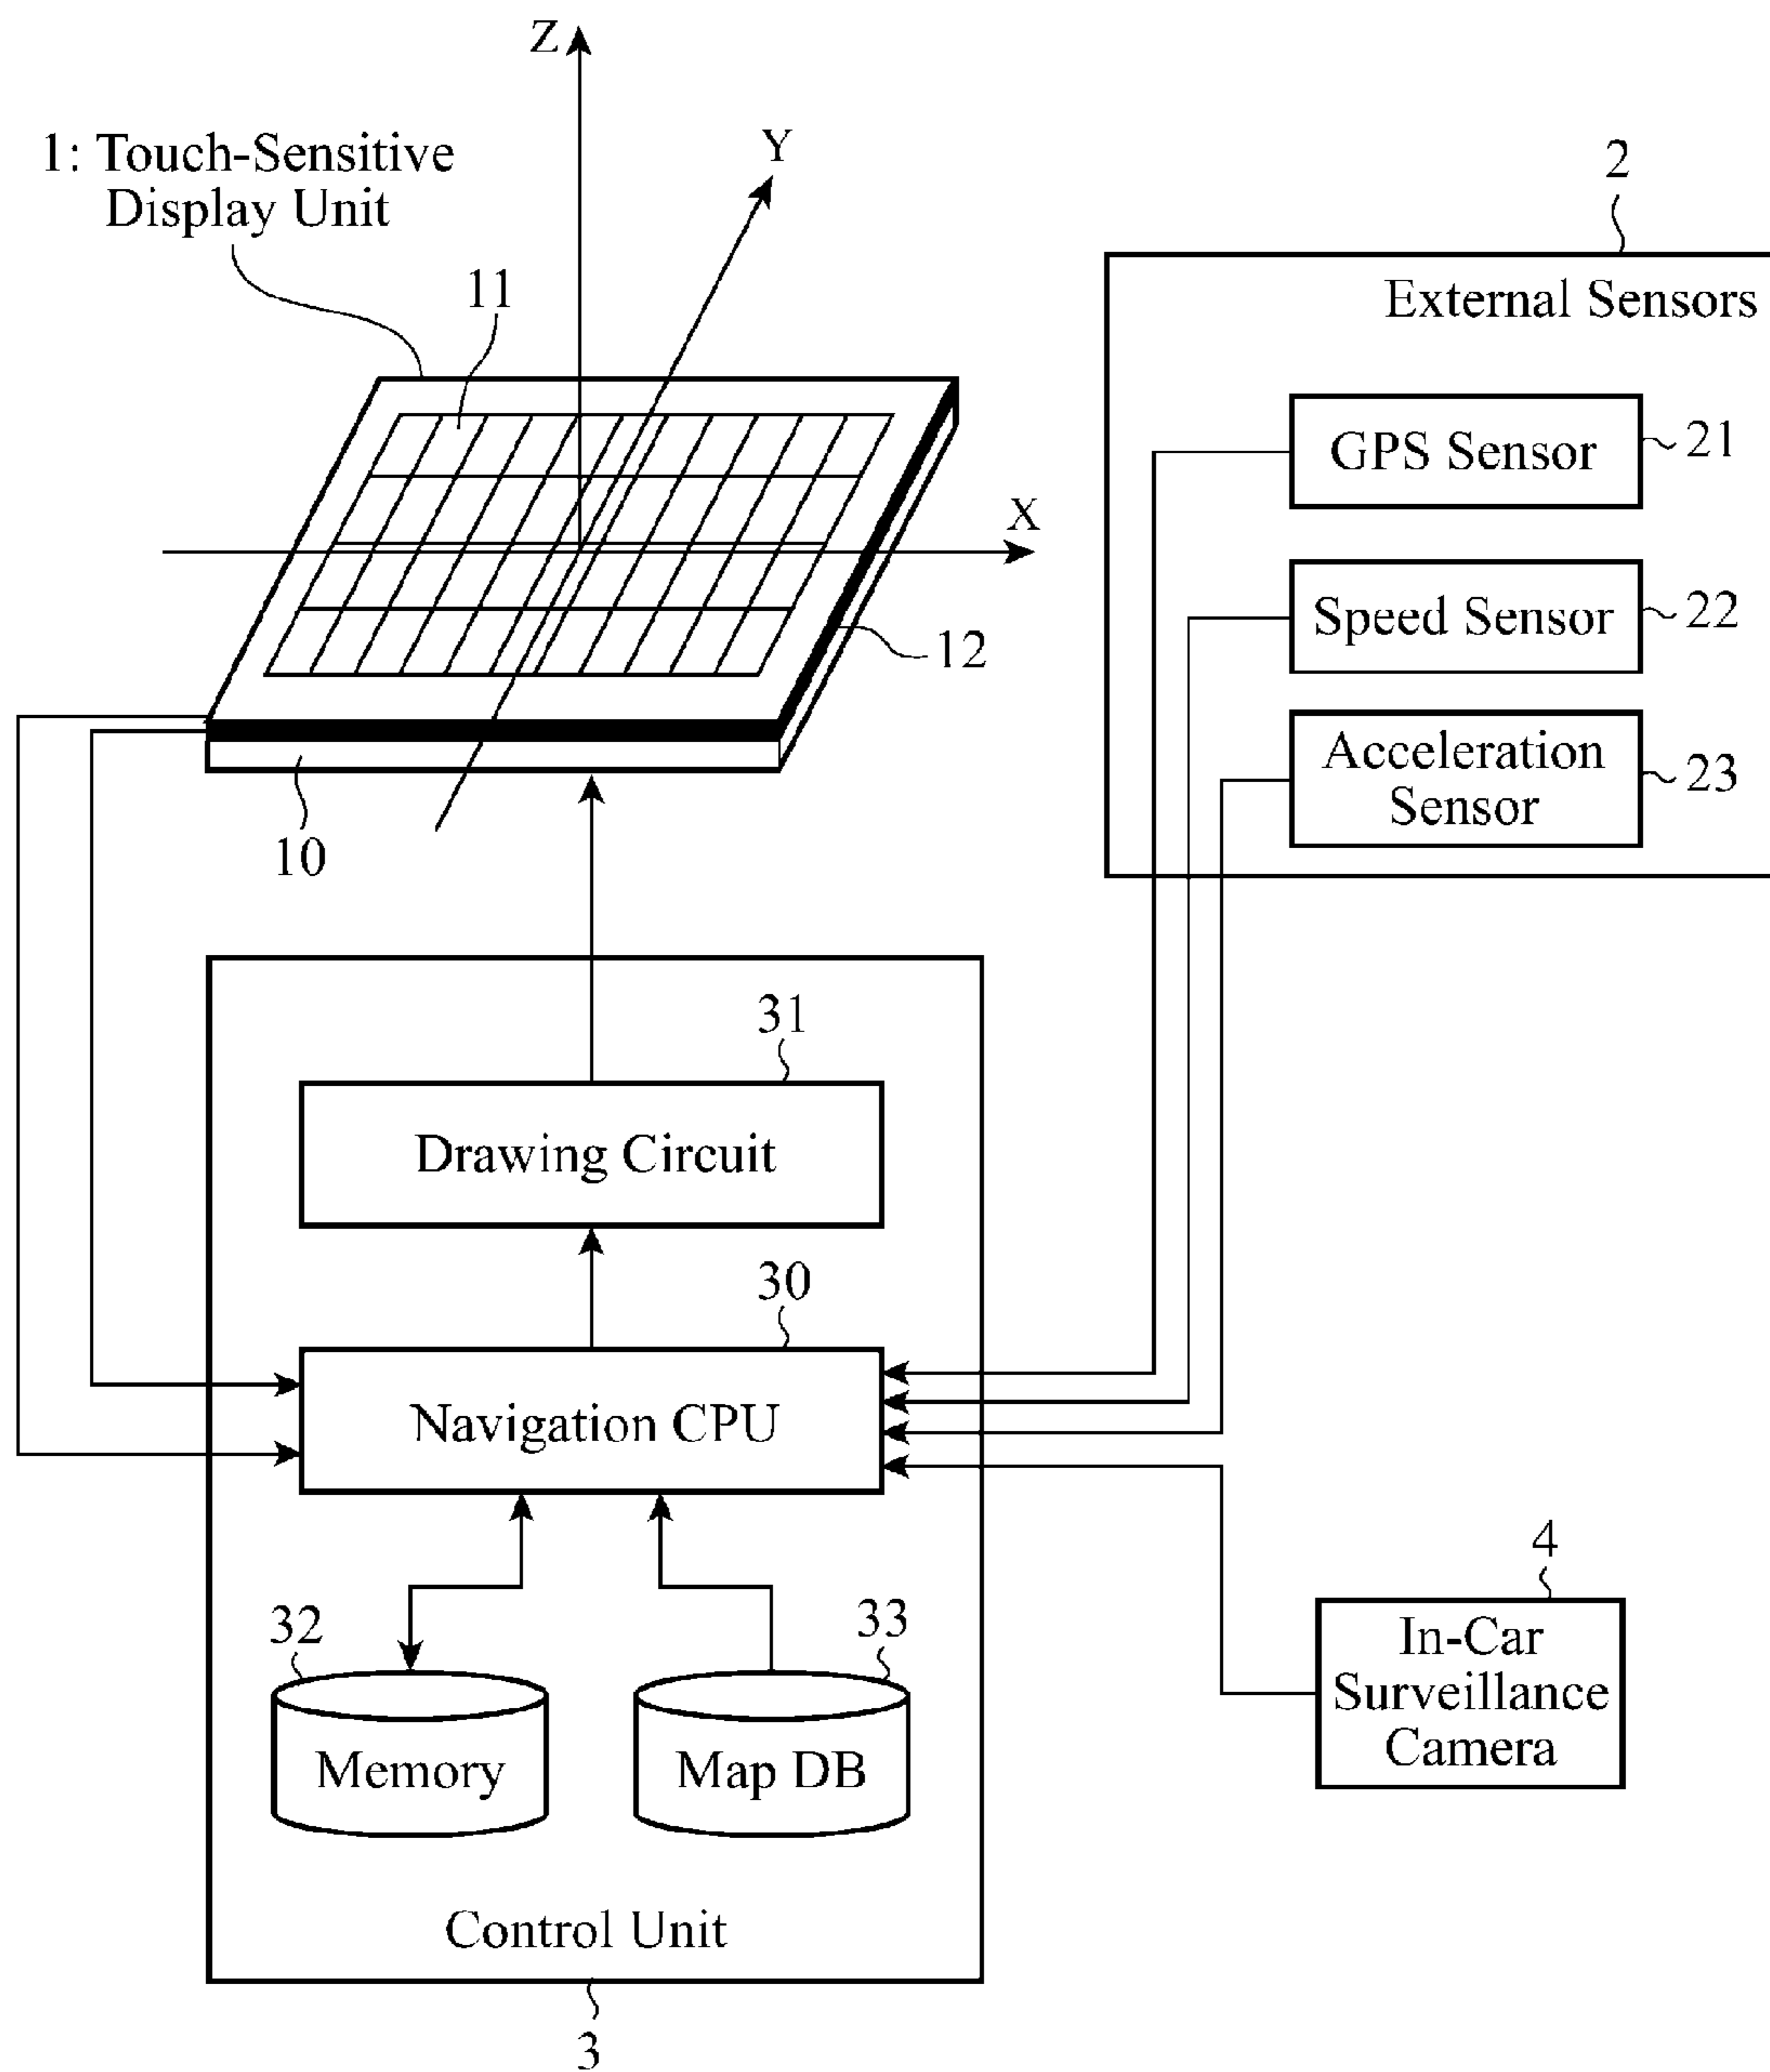 Z
Y
1: Touch-Sensitive
Display Unit
11
X
12
10
2
External Sensors
GPS Sensor
21
Speed Sensor
22
Acceleration
Sensor
23
31
Drawing Circuit
30
Navigation CPU
32
Memory
33
Map DB
Control Unit
3
4
In-Car
Surveillance
Camera